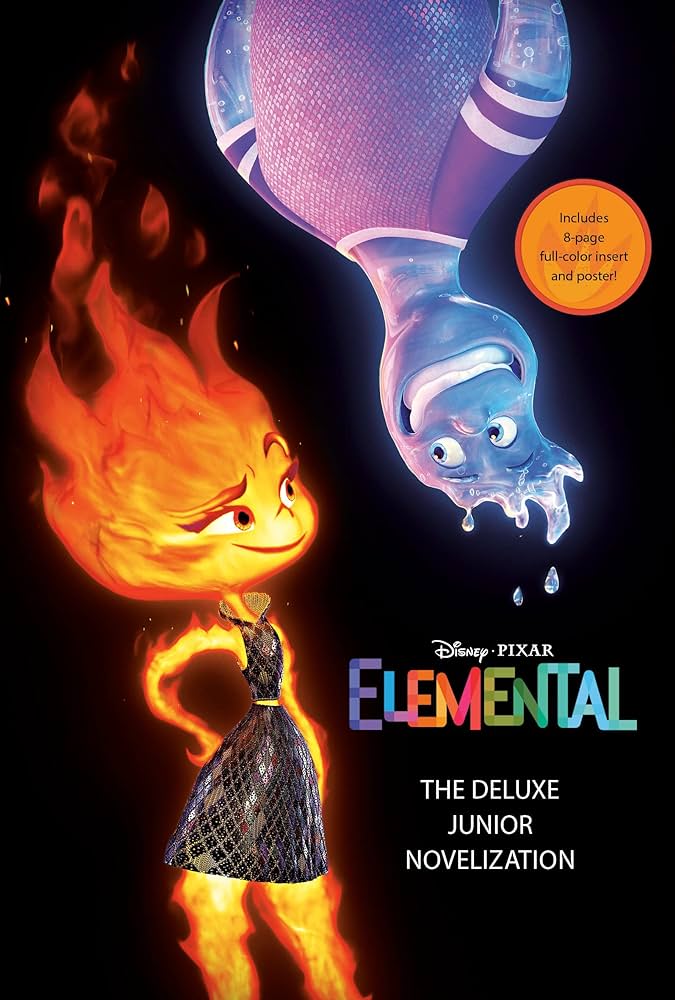 Includes
8-page
full-color insert
and poster!
Disney · PIXAR
ELEMENTAL
THE DELUXE
JUNIOR
NOVELIZATION